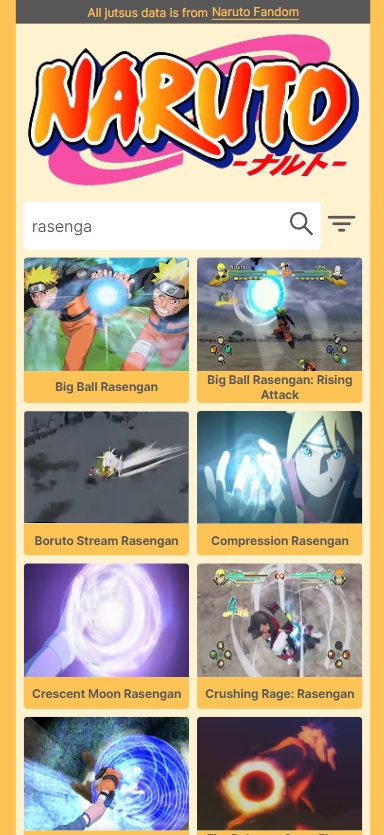 All jutsus data is from Naruto Fandom
NARUTO
-ナルト-
rasenga
Big Ball Rasengan
Big Ball Rasengan: Rising
Attack
Boruto Stream Rasengan
Compression Rasengan
Crescent Moon Rasengan
Crushing Rage: Rasengan